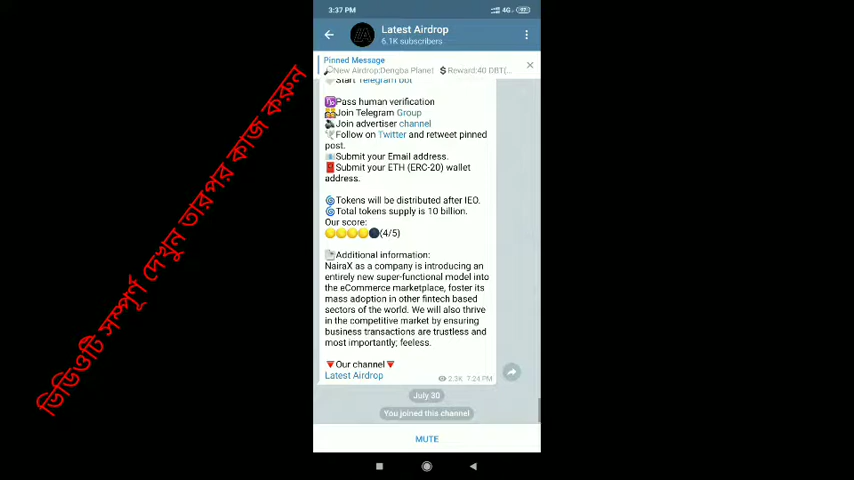 ভিডিওটি সম্পূর্ণ দেখুন তারপর কাজ করুন
3:37 PM
4G
Latest Airdrop
6.1K subscribers
Pinned Message
New Airdrop:Dengba Planet 💲Reward:40 DBT(...
Start Telegram bot
Pass human verification
Join Telegram Group
Join advertiser channel
Follow on Twitter and retweet pinned
post.
Submit your Email address.
Submit your ETH (ERC-20) wallet
address.
Tokens will be distributed after IEO.
Total tokens supply is 10 billion.
Our score:
(4/5)
Additional information:
NairaX as a company is introducing an
entirely new super-functional model into
the eCommerce marketplace, foster its
mass adoption in other fintech based
sectors of the world. We will also thrive
in the competitive market by ensuring
business transactions are trustless and
most importantly; feeless.
🔻Our channel🔻
Latest Airdrop
2.3K 7:24 PM
July 30
You joined this channel
MUTE